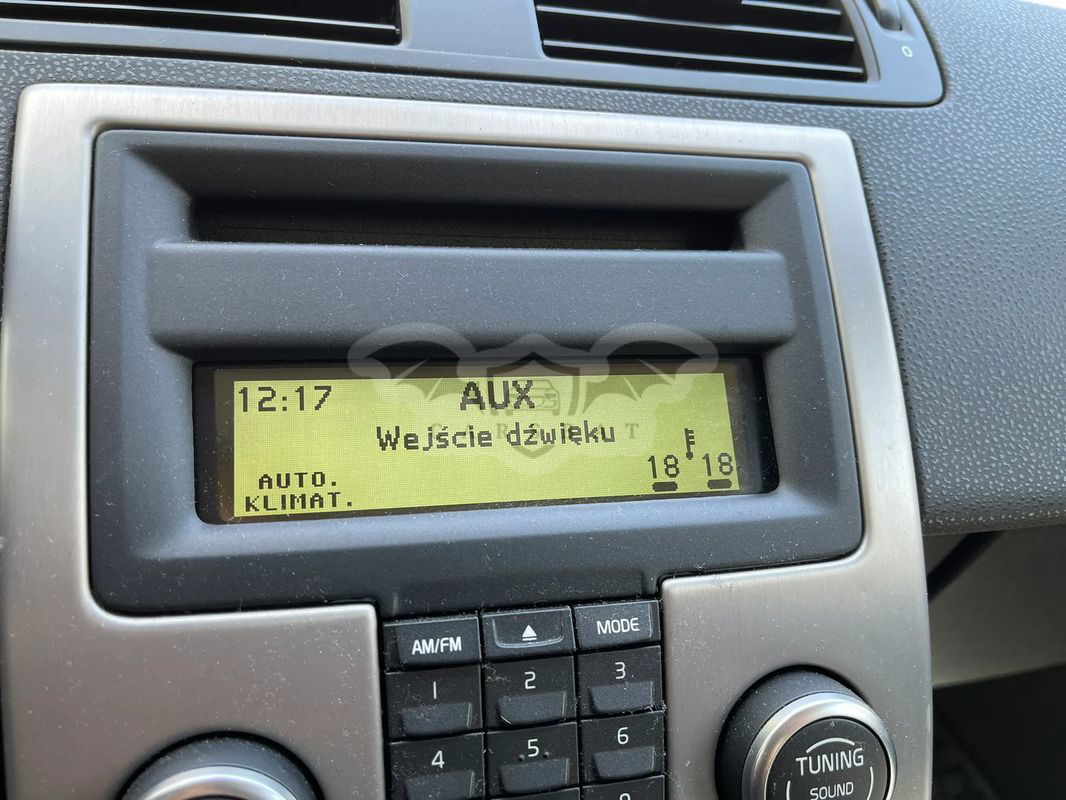 0
12:17 AUX
Wejście dźwięku
18 18
AUTO.
KLIMAT.
AM/FM MODE
1 2 3
4 5 6
TUNING
SOUND